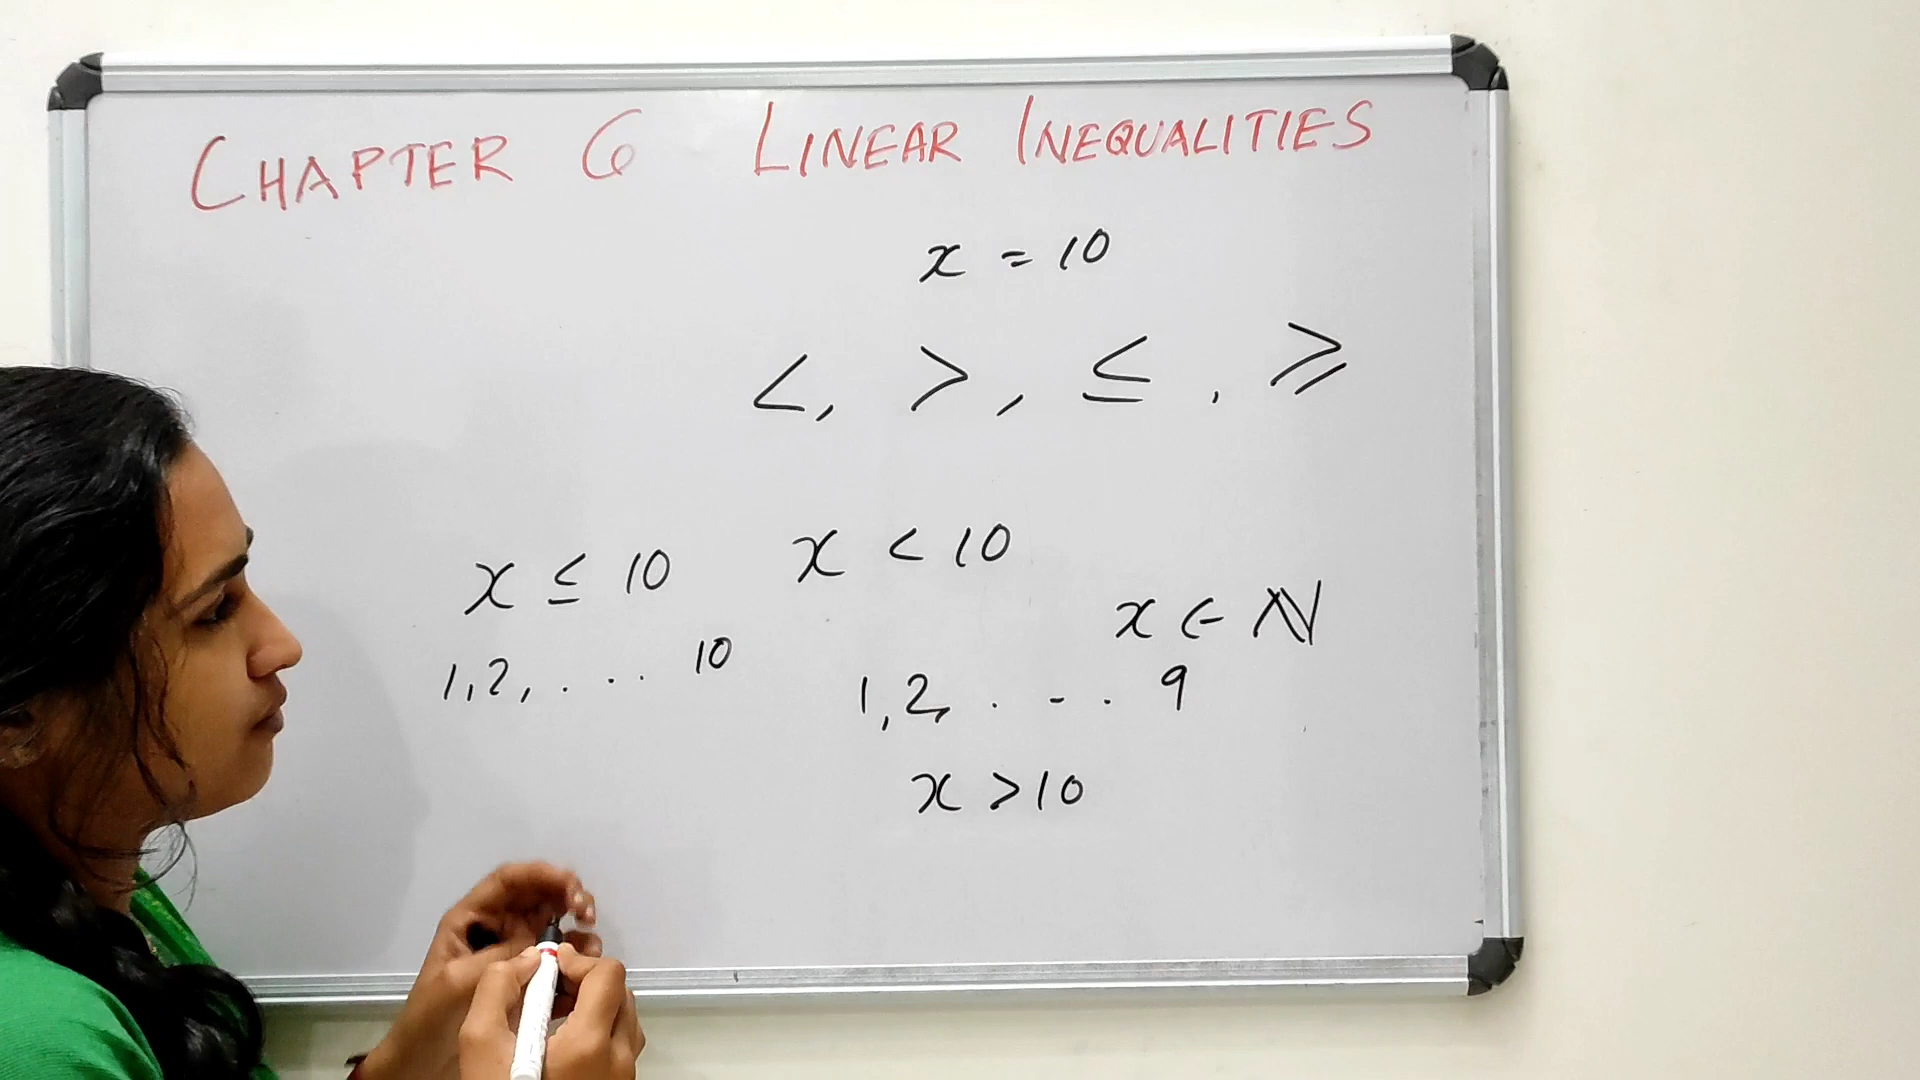 CHAPTER 6 LINEAR INEQUALITIES
x = 10
<, >, ≤, ≥
x ≤ 10
1,2, . . . . 10
x < 10
x ∈ ℕ
1,2, . - . . 9
x > 10